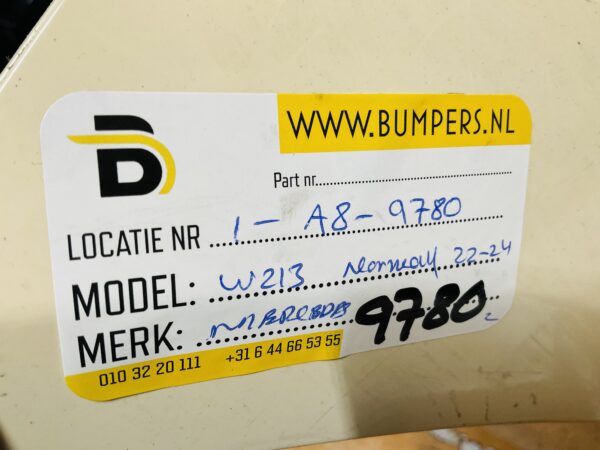 WWW.BUMPERS.NL
Part nr.
LOCATIE NR 1 - A8 - 9780
MODEL: W213 Normaal 22-24
MERK: MERCEDES 9780
010 32 20 111 +31 6 44 66 53 55